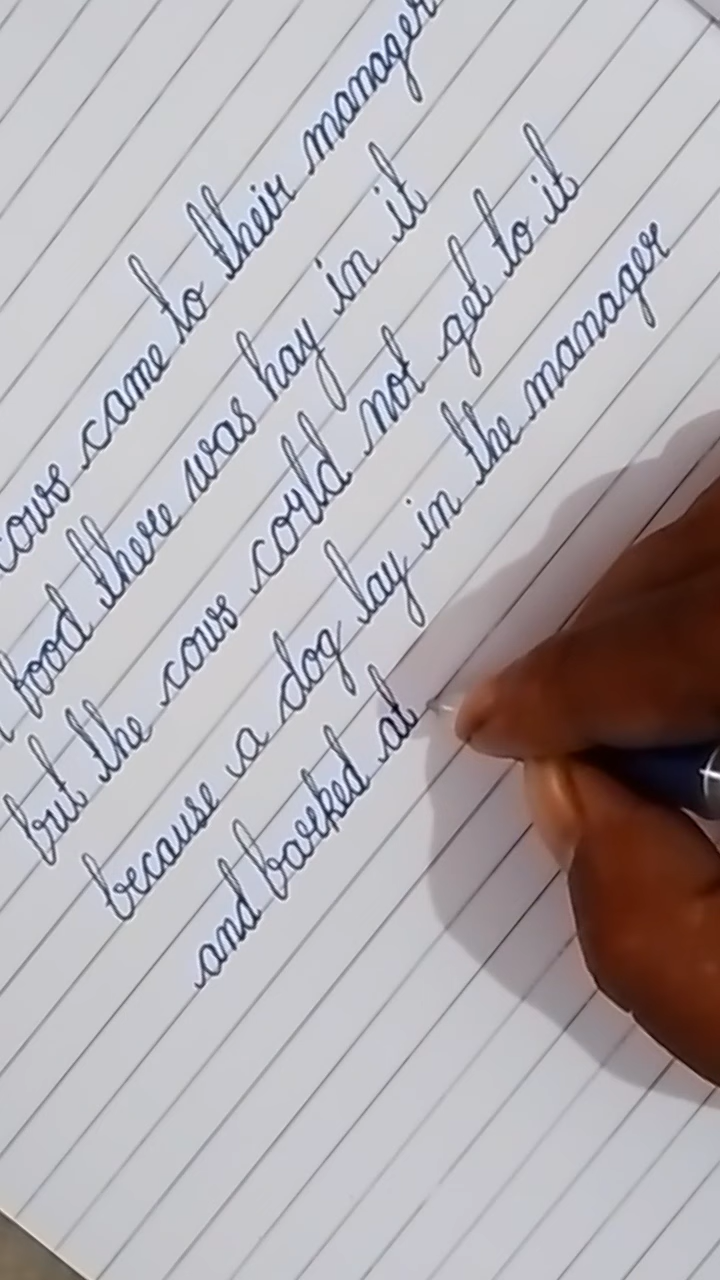 cows came to their manager
food there was hay in it
but the cows corld not get to it
because a dog lay in the manager
and barked at